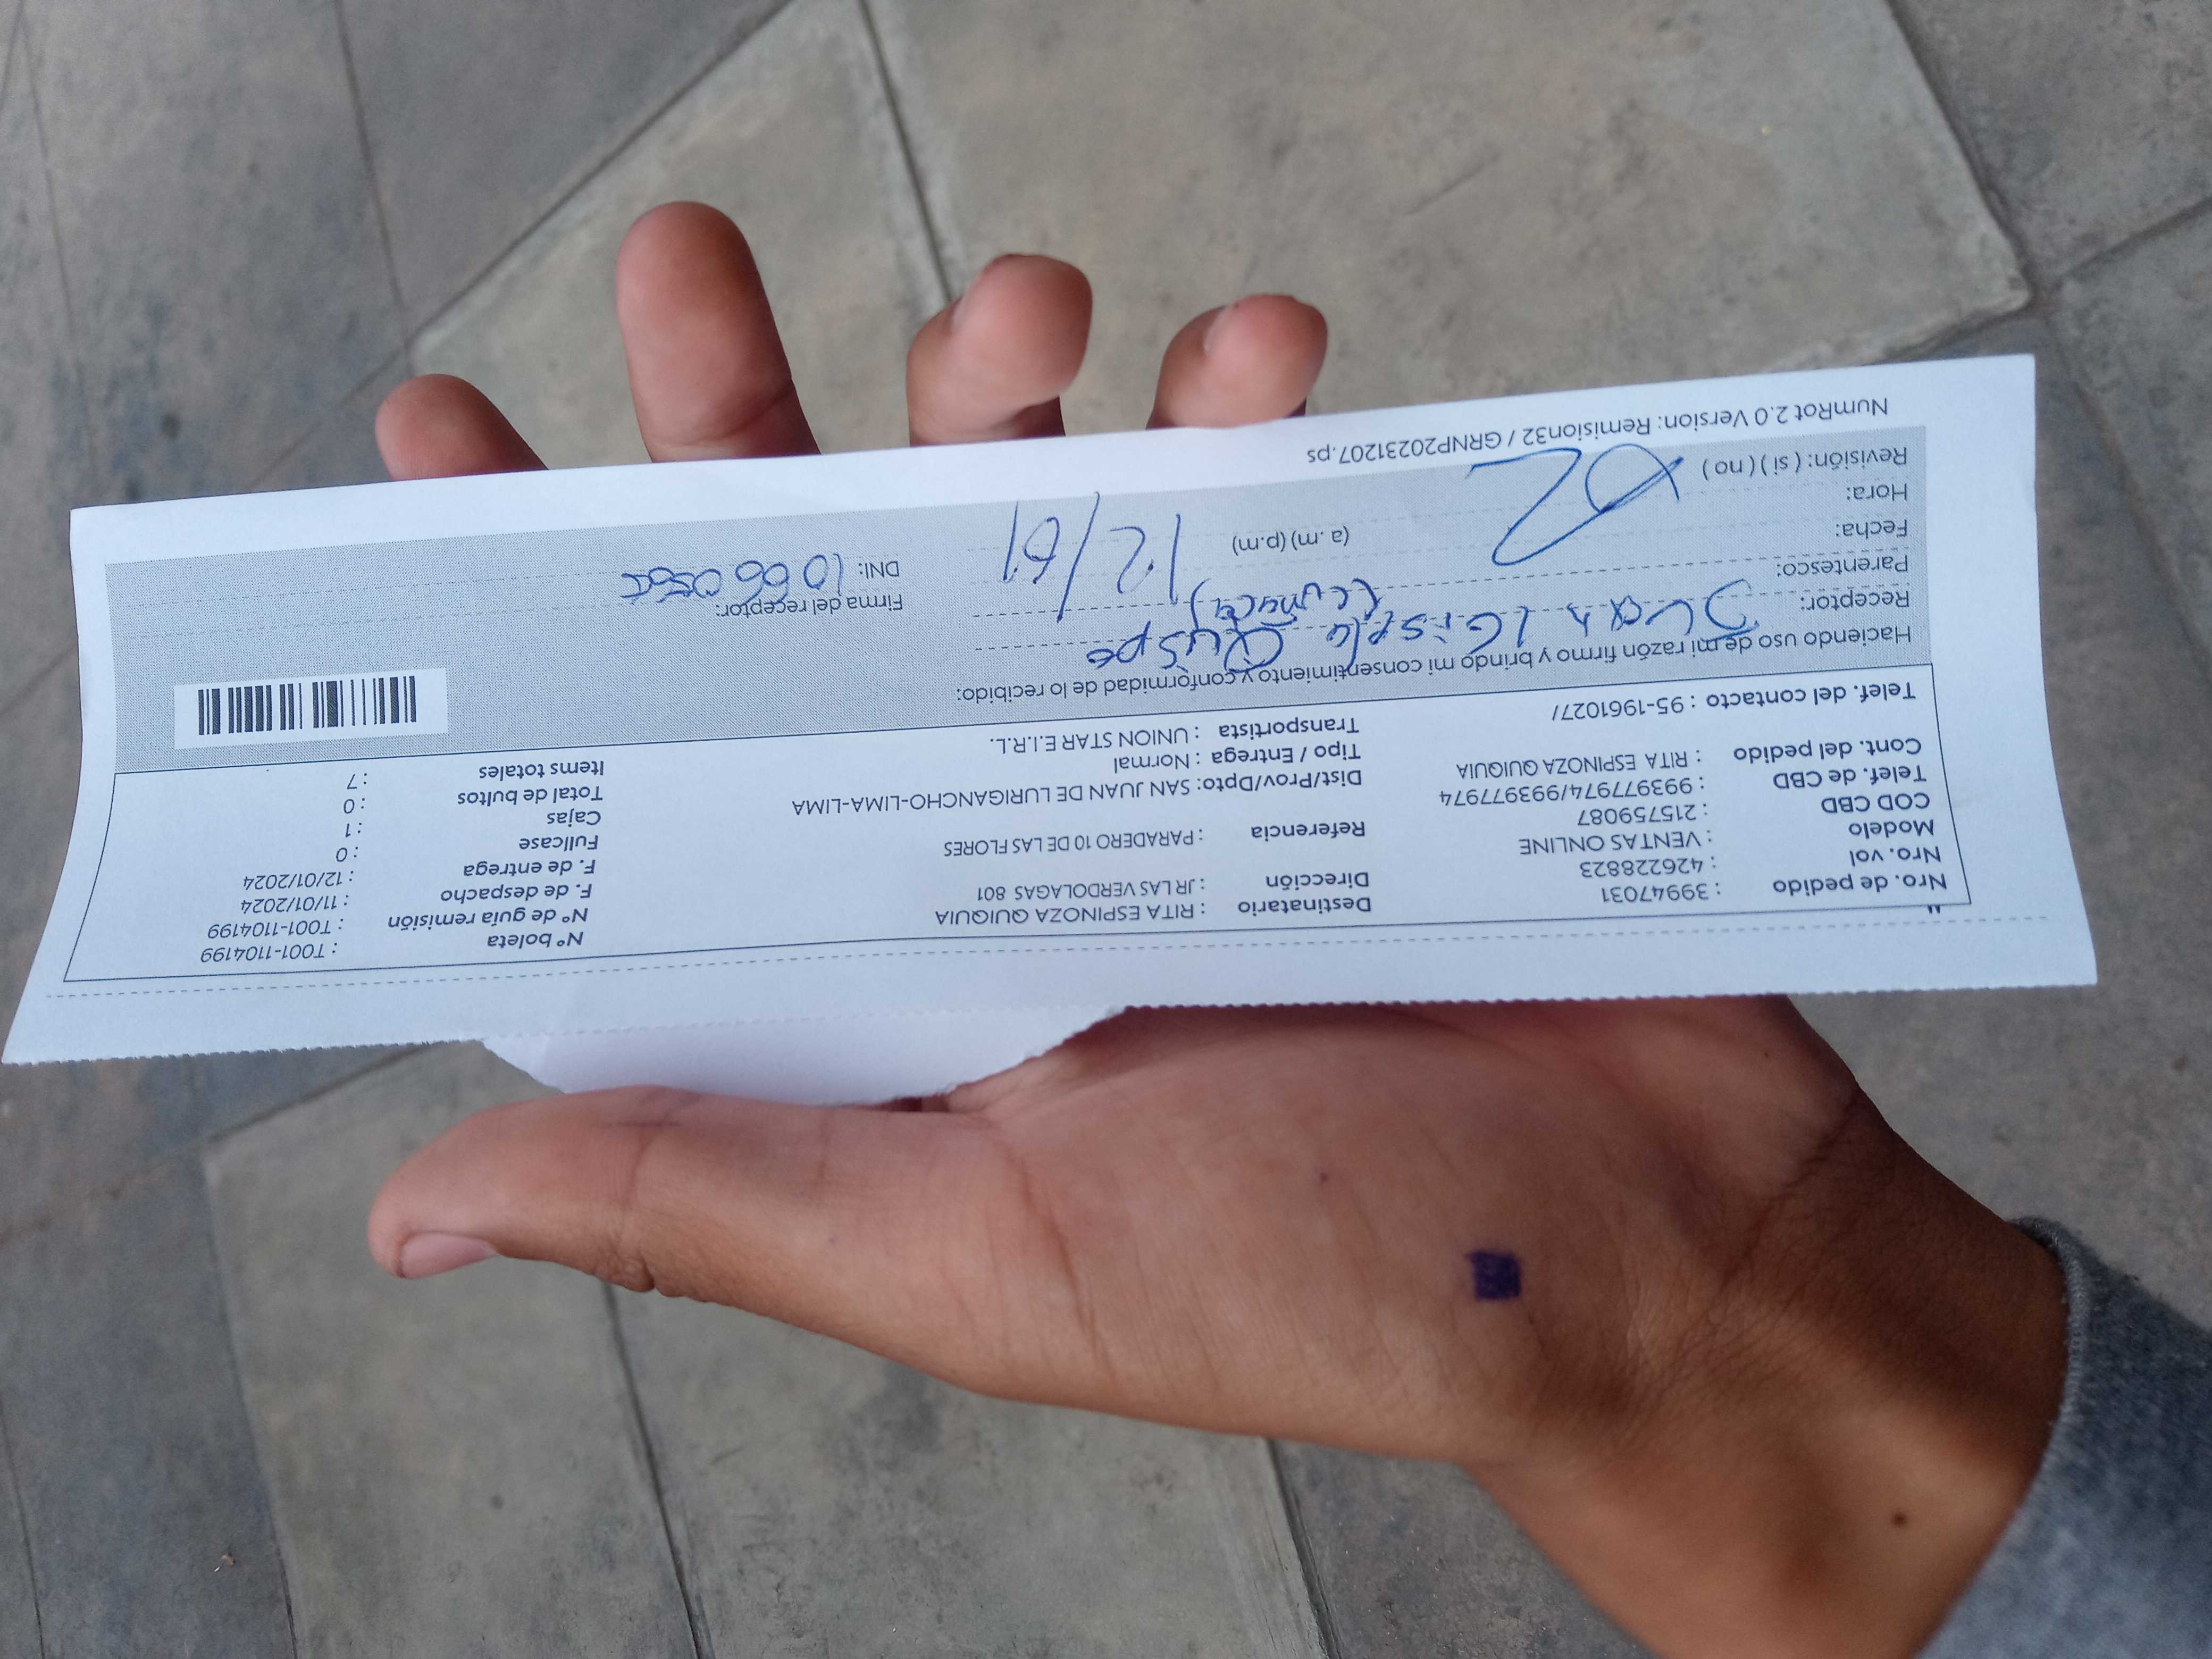 Nro. de pedido : 39947031
Nro. vol : 426228823
Modelo : VENTAS ONLINE
COD CBD : 215759087
Telef. de CBD : 993977974/993977974
Cont. del pedido : RITA ESPINOZA QUIQUIA
Telef. del contacto : 95-1961027/
Destinatario : RITA ESPINOZA QUIQUIA
Dirección : JR LAS VERDOLAGAS 801
Referencia : PARADERO 10 DE LAS FLORES
Dist/Prov/Dpto: SAN JUAN DE LURIGANCHO-LIMA-LIMA
Tipo / Entrega : Normal
Transportista : UNION STAR E.I.R.L.
Nº boleta : T001-1104199
Nº de guía remisión : T001-1104199
F. de despacho : 11/01/2024
F. de entrega : 12/01/2024
Fullcase : 0
Cajas : 1
Total de bultos : 0
Items totales : 7
Haciendo uso de mi razón firmo y brindo mi consentimiento y conformidad de lo recibido:
Receptor: Quispe
Parentesco:
Fecha: 12/01
Hora: (a.m) (p.m)
Revisión: ( si ) ( no )
Firma del receptor:
DNI:
NumRot 2.0 Version: Remision32 / GRNP20231207.ps